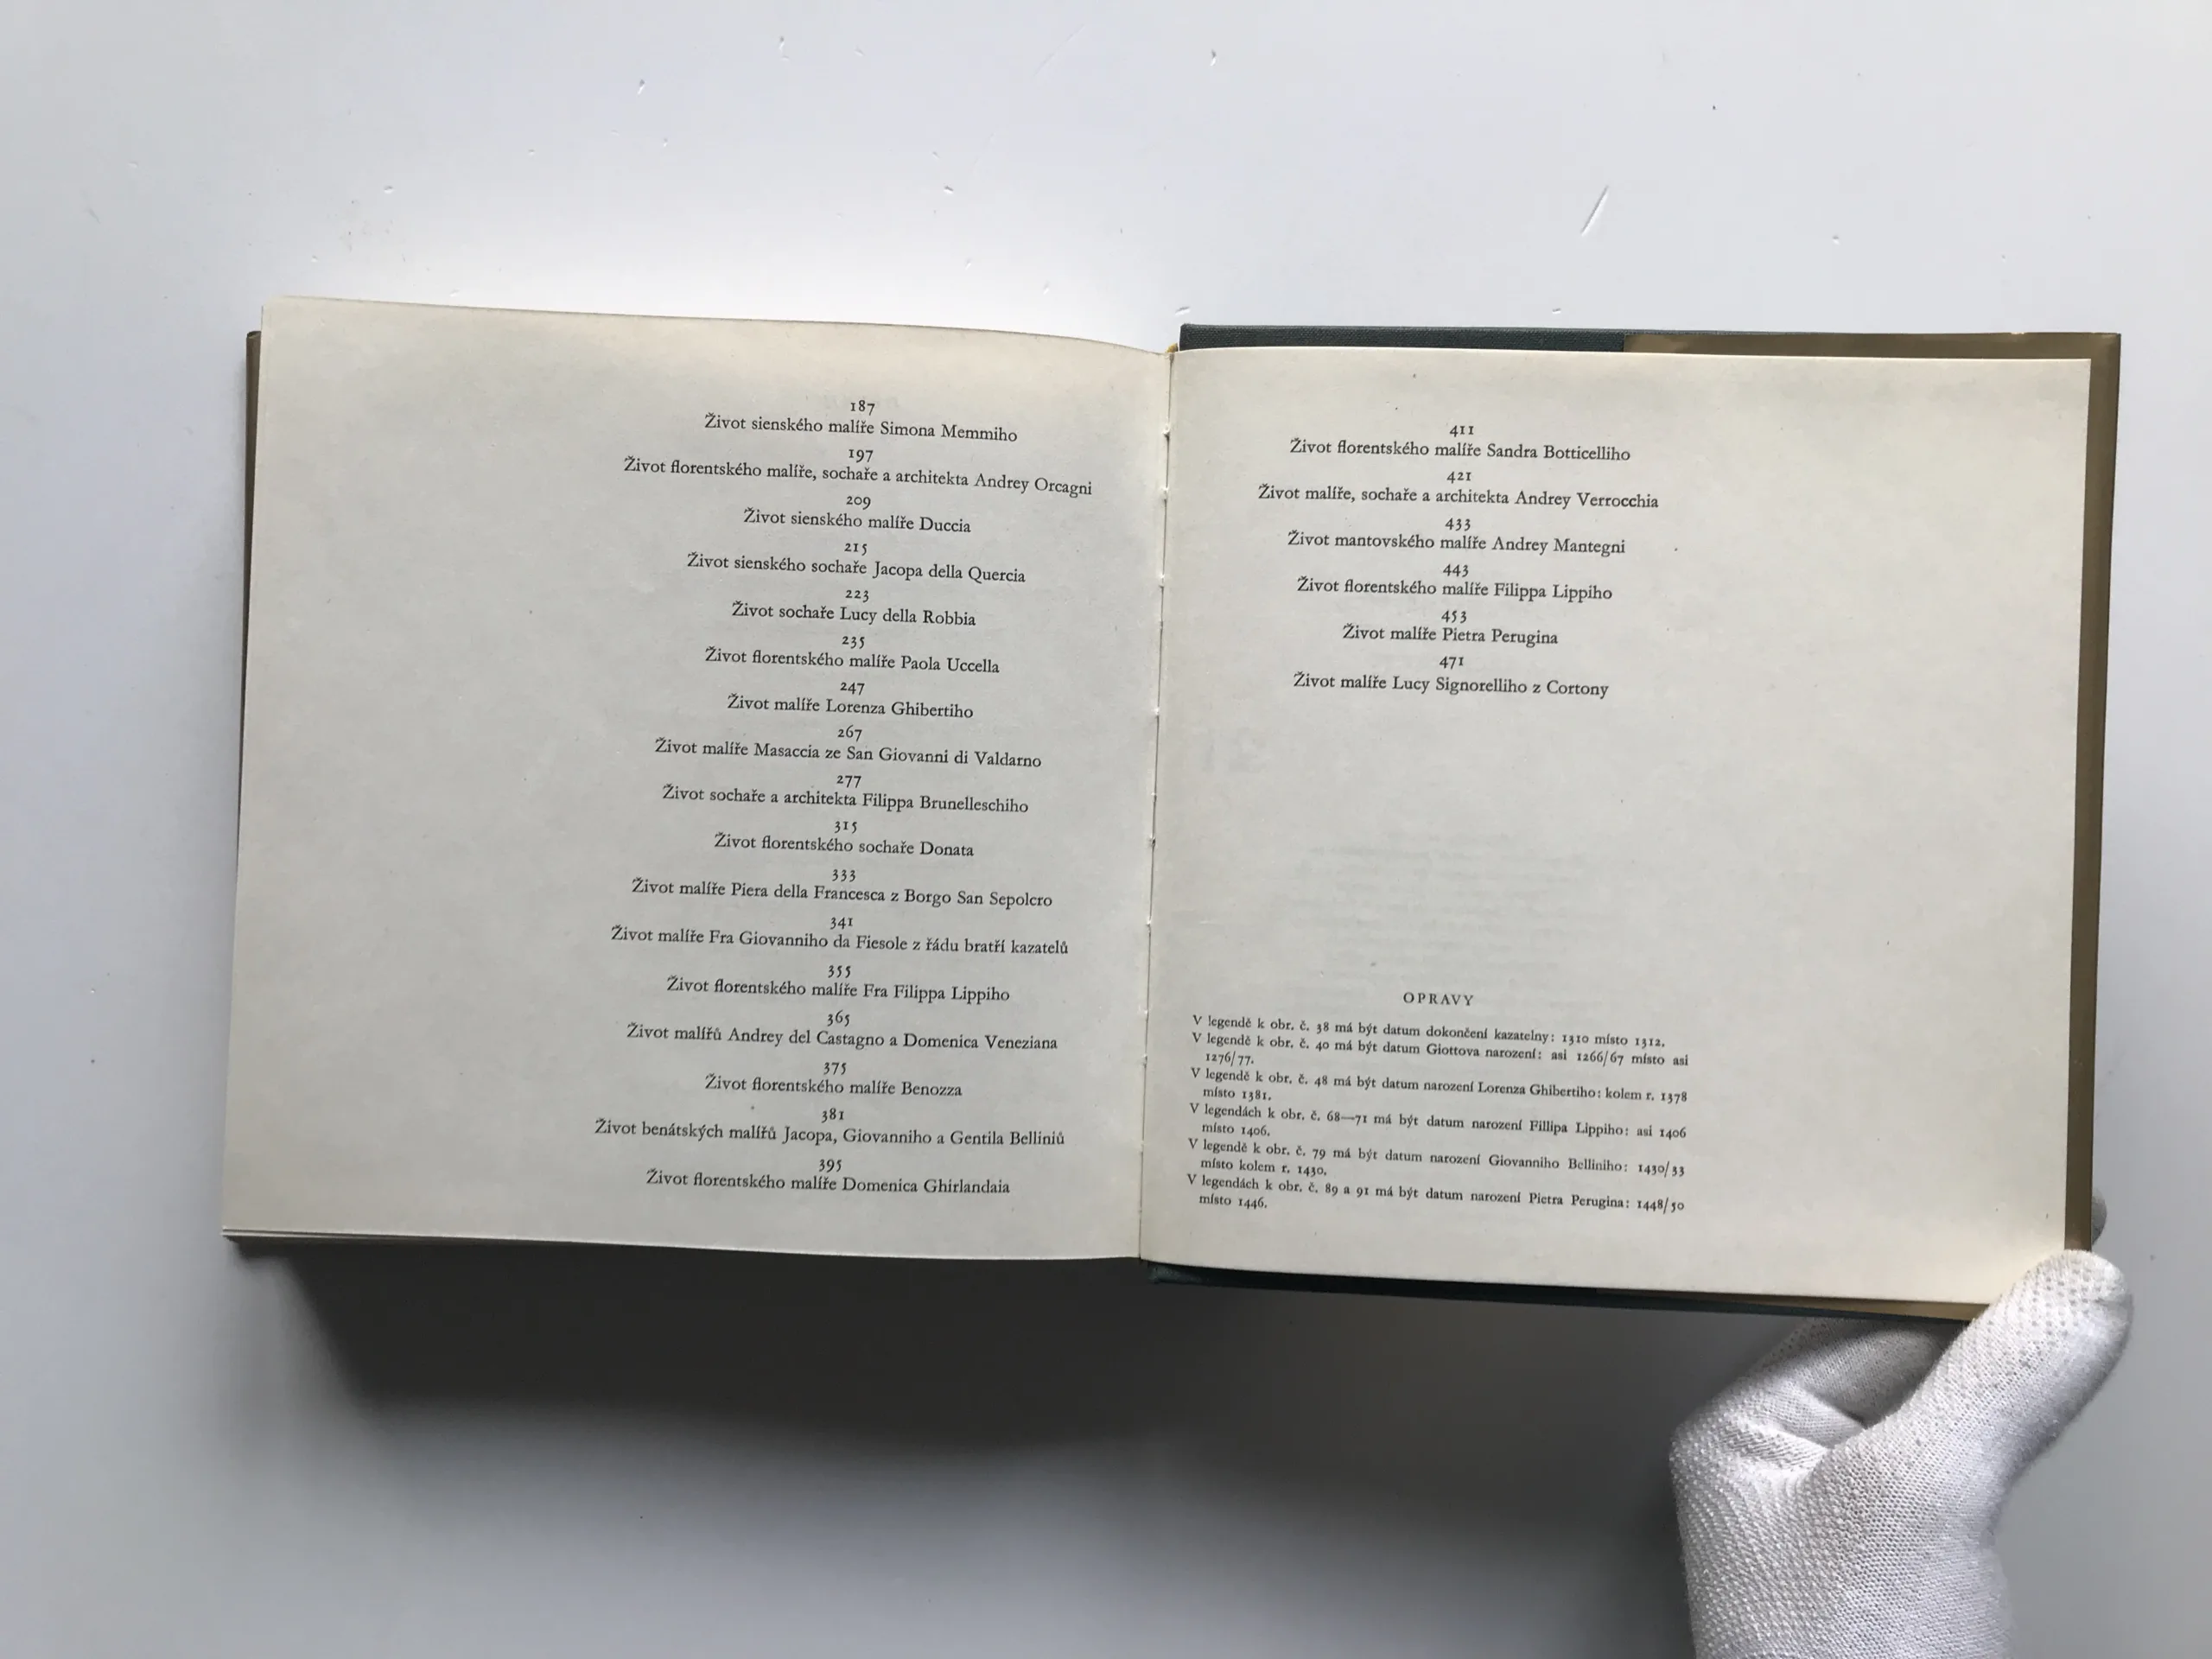 187
Život sienského malíře Simona Memmiho
197
Život florentského malíře, sochaře a architekta Andrey Orcagni
209
Život sienského malíře Duccia
215
Život sienského sochaře Jacopa della Quercia
223
Život sochaře Lucy della Robbia
235
Život florentského malíře Paola Uccella
247
Život malíře Lorenza Ghibertiho
267
Život malíře Masaccia ze San Giovanni di Valdarno
277
Život sochaře a architekta Filippa Brunelleschiho
315
Život florentského sochaře Donata
333
Život malíře Piera della Francesca z Borgo San Sepolcro
341
Život malíře Fra Giovanniho da Fiesole z řádu bratří kazatelů
355
Život florentského malíře Fra Filippa Lippiho
365
Život malířů Andrey del Castagno a Domenica Veneziana
375
Život florentského malíře Benozza
381
Život benátských malířů Jacopa, Giovanniho a Gentila Belliniů
395
Život florentského malíře Domenica Ghirlandaia
411
Život florentského malíře Sandra Botticelliho
421
Život malíře, sochaře a architekta Andrey Verrocchia
433
Život mantovského malíře Andrey Mantegni
443
Život florentského malíře Filippa Lippiho
453
Život malíře Pietra Perugina
471
Život malíře Lucy Signorelliho z Cortony
OPRAVY
V legendě k obr. č. 38 má být datum dokončení kazatelny: 1310 místo 1312.
V legendě k obr. č. 40 má být datum Giottova narození: asi 1266/67 místo asi
1276/77.
V legendě k obr. č. 48 má být datum narození Lorenza Ghibertiho: kolem r. 1378
místo 1381.
V legendách k obr. č. 68—71 má být datum narození Fillipa Lippiho: asi 1406
místo 1406.
V legendě k obr. č. 79 má být datum narození Giovanniho Belliniho: 1430/33
místo kolem r. 1430.
V legendách k obr. č. 89 a 91 má být datum narození Pietra Perugina: 1448/50
místo 1446.